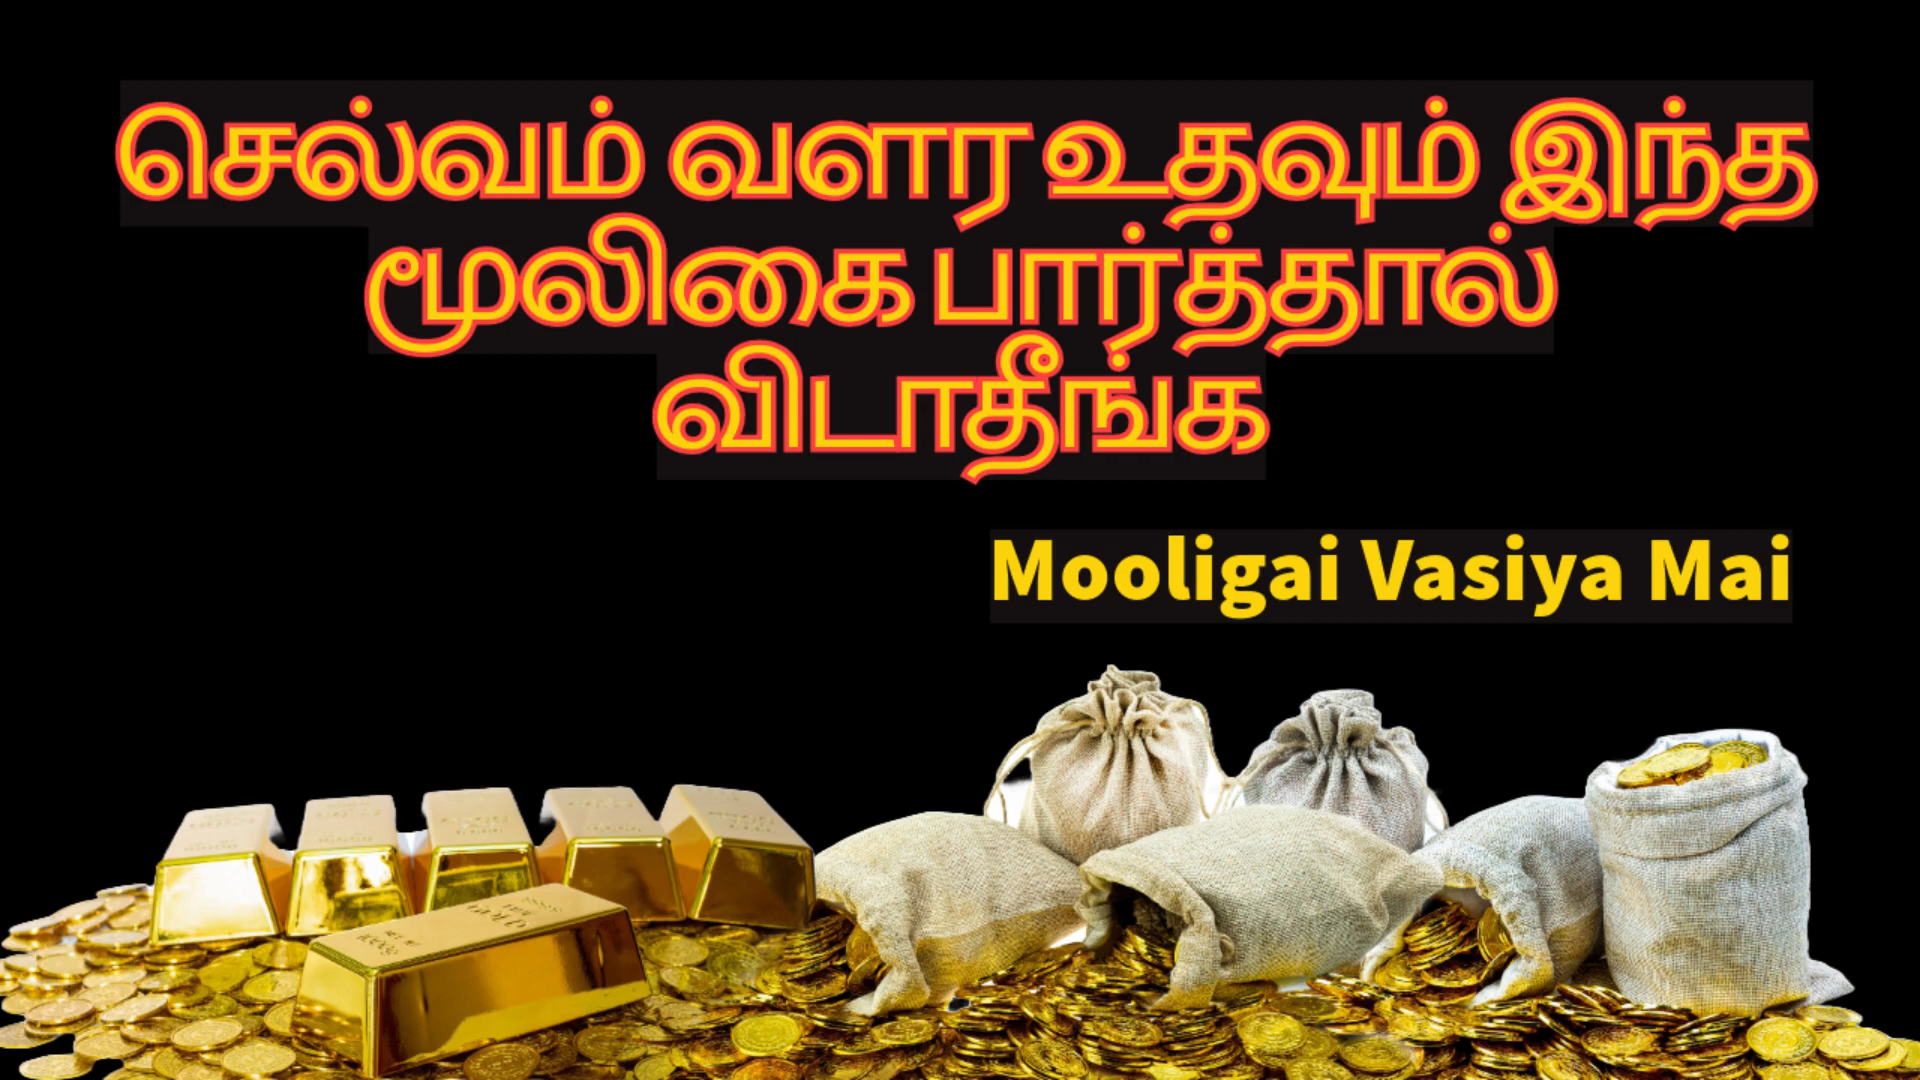 செல்வம் வளர உதவும் இந்த
மூலிகை பார்த்தால்
விடாதீங்க
Mooligai Vasiya Mai